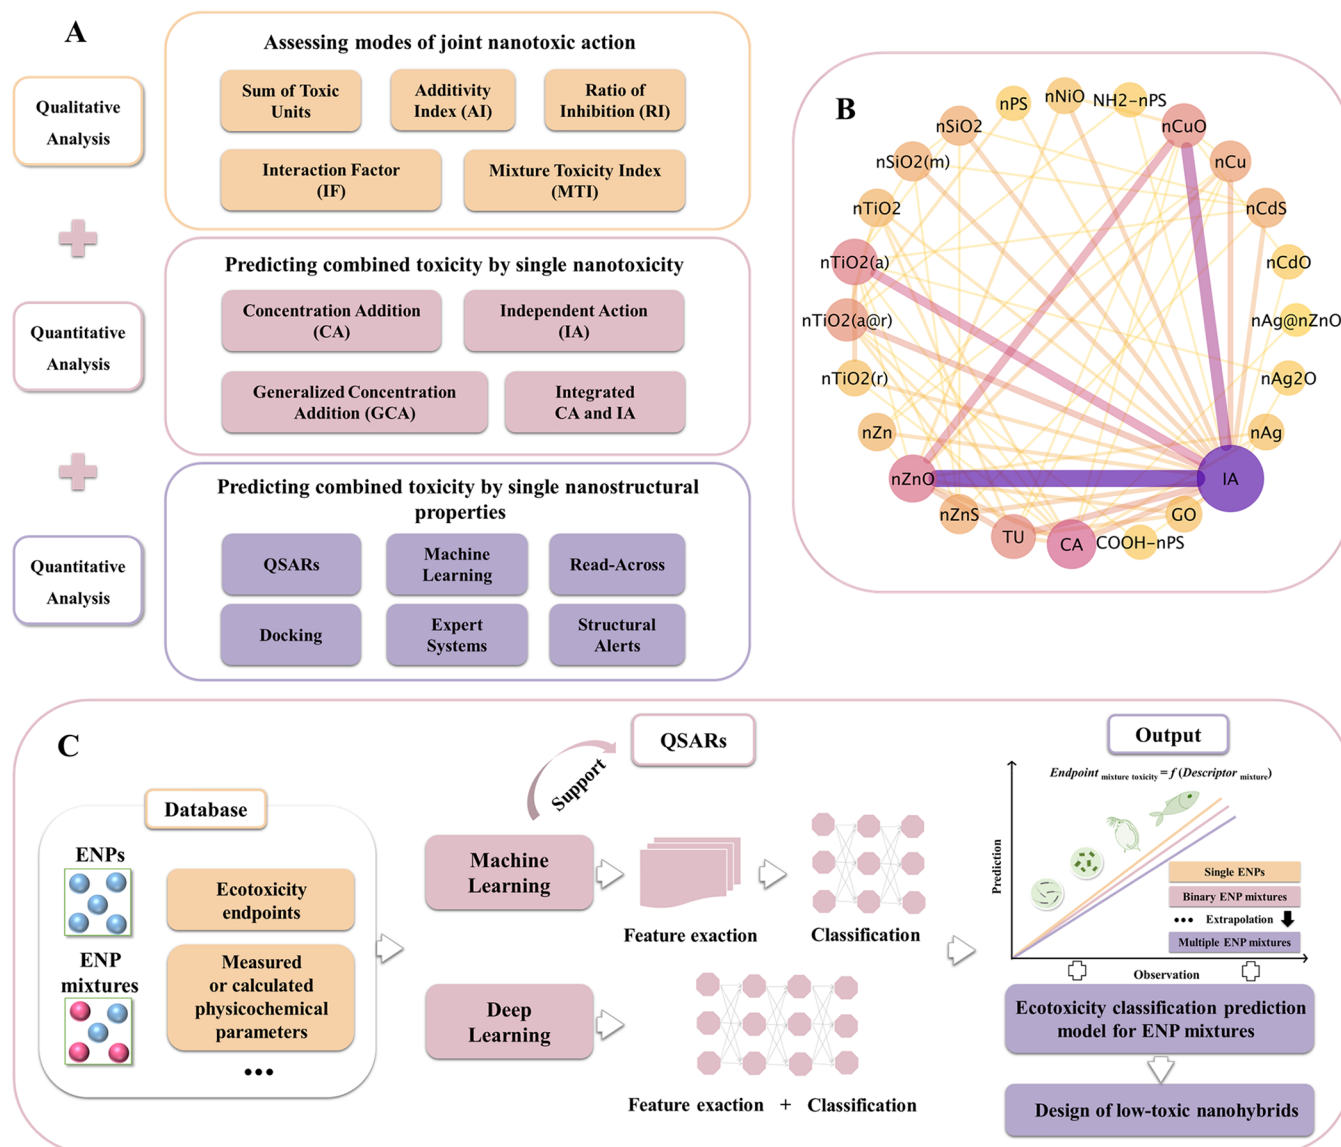 A
Assessing modes of joint nanotoxic action
Qualitative
Analysis
Sum of Toxic
Units
Additivity
Index (AI)
Ratio of
Inhibition (RI)
Interaction Factor
(IF)
Mixture Toxicity Index
(MTI)
Predicting combined toxicity by single nanotoxicity
Quantitative
Analysis
Concentration Addition
(CA)
Independent Action
(IA)
Generalized Concentration
Addition (GCA)
Integrated
CA and IA
Predicting combined toxicity by single nanostructural
properties
Quantitative
Analysis
QSARs
Machine
Learning
Read-Across
Docking
Expert
Systems
Structural
Alerts
B
nPS
nNiO
NH2-nPS
nSiO2
nCuO
nSiO2(m)
nCu
nTiO2
nCdS
nTiO2(a)
nCdO
nTiO2(a@r)
nAg@nZnO
nTiO2(r)
nAg2O
nZn
nAg
nZnO
IA
nZnS
GO
TU
CA
COOH-nPS
C
Database
ENPs
ENP
mixtures
Ecotoxicity
endpoints
Measured
or calculated
physicochemical
parameters
•••
Support
QSARs
Machine
Learning
Feature exaction
Classification
Deep
Learning
Feature exaction + Classification
Output
Endpoint mixture toxicity = f (Descriptor mixture)
Prediction
Single ENPs
Binary ENP mixtures
••• Extrapolation
Multiple ENP mixtures
Observation
Ecotoxicity classification prediction
model for ENP mixtures
Design of low-toxic nanohybrids